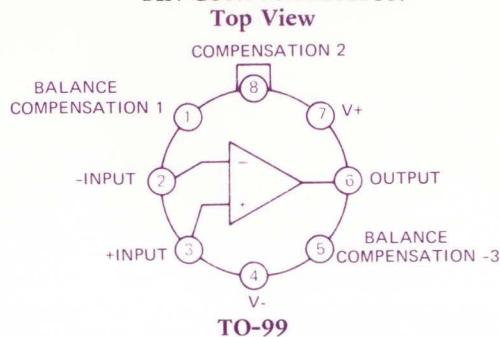 Top View
COMPENSATION 2
8
BALANCE
COMPENSATION 1
1
7
V+
-INPUT
2
−
6
OUTPUT
+
+INPUT
3
5
BALANCE
COMPENSATION -3
4
V-
TO-99